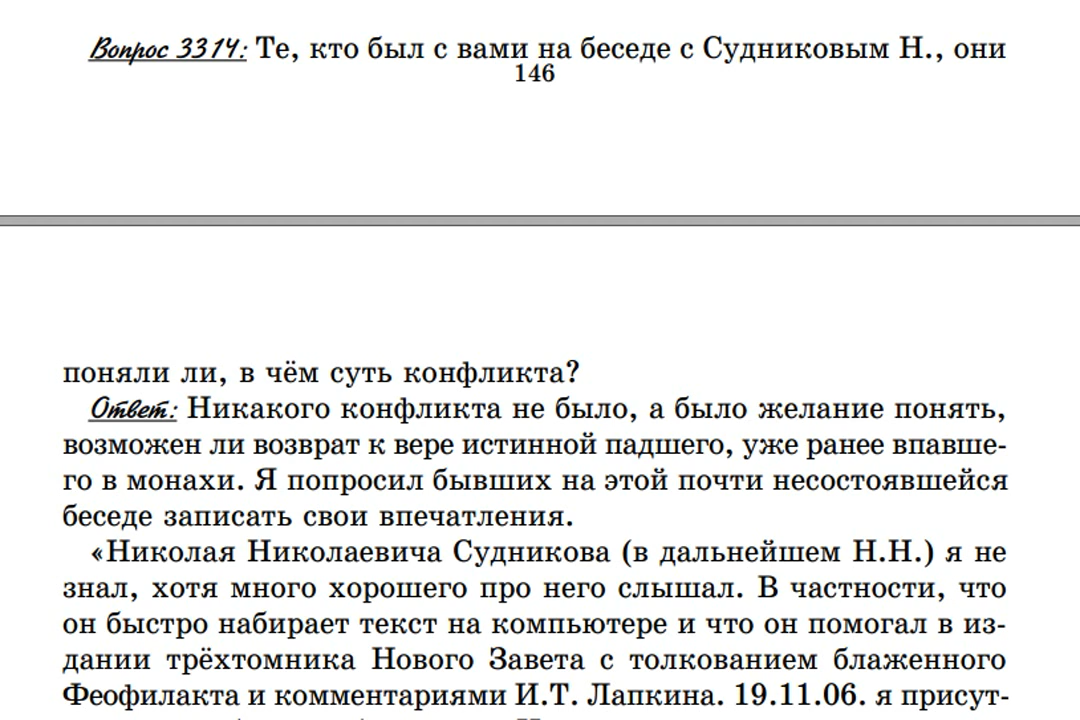 Вопрос 3314: Те, кто был с вами на беседе с Судниковым Н., они
146
поняли ли, в чём суть конфликта?
Ответ: Никакого конфликта не было, а было желание понять,
возможен ли возврат к вере истинной падшего, уже ранее впавше-
го в монахи. Я попросил бывших на этой почти несостоявшейся
беседе записать свои впечатления.
«Николая Николаевича Судникова (в дальнейшем Н.Н.) я не
знал, хотя много хорошего про него слышал. В частности, что
он быстро набирает текст на компьютере и что он помогал в из-
дании трёхтомника Нового Завета с толкованием блаженного
Феофилакта и комментариями И.Т. Лапкина. 19.11.06. я присут-